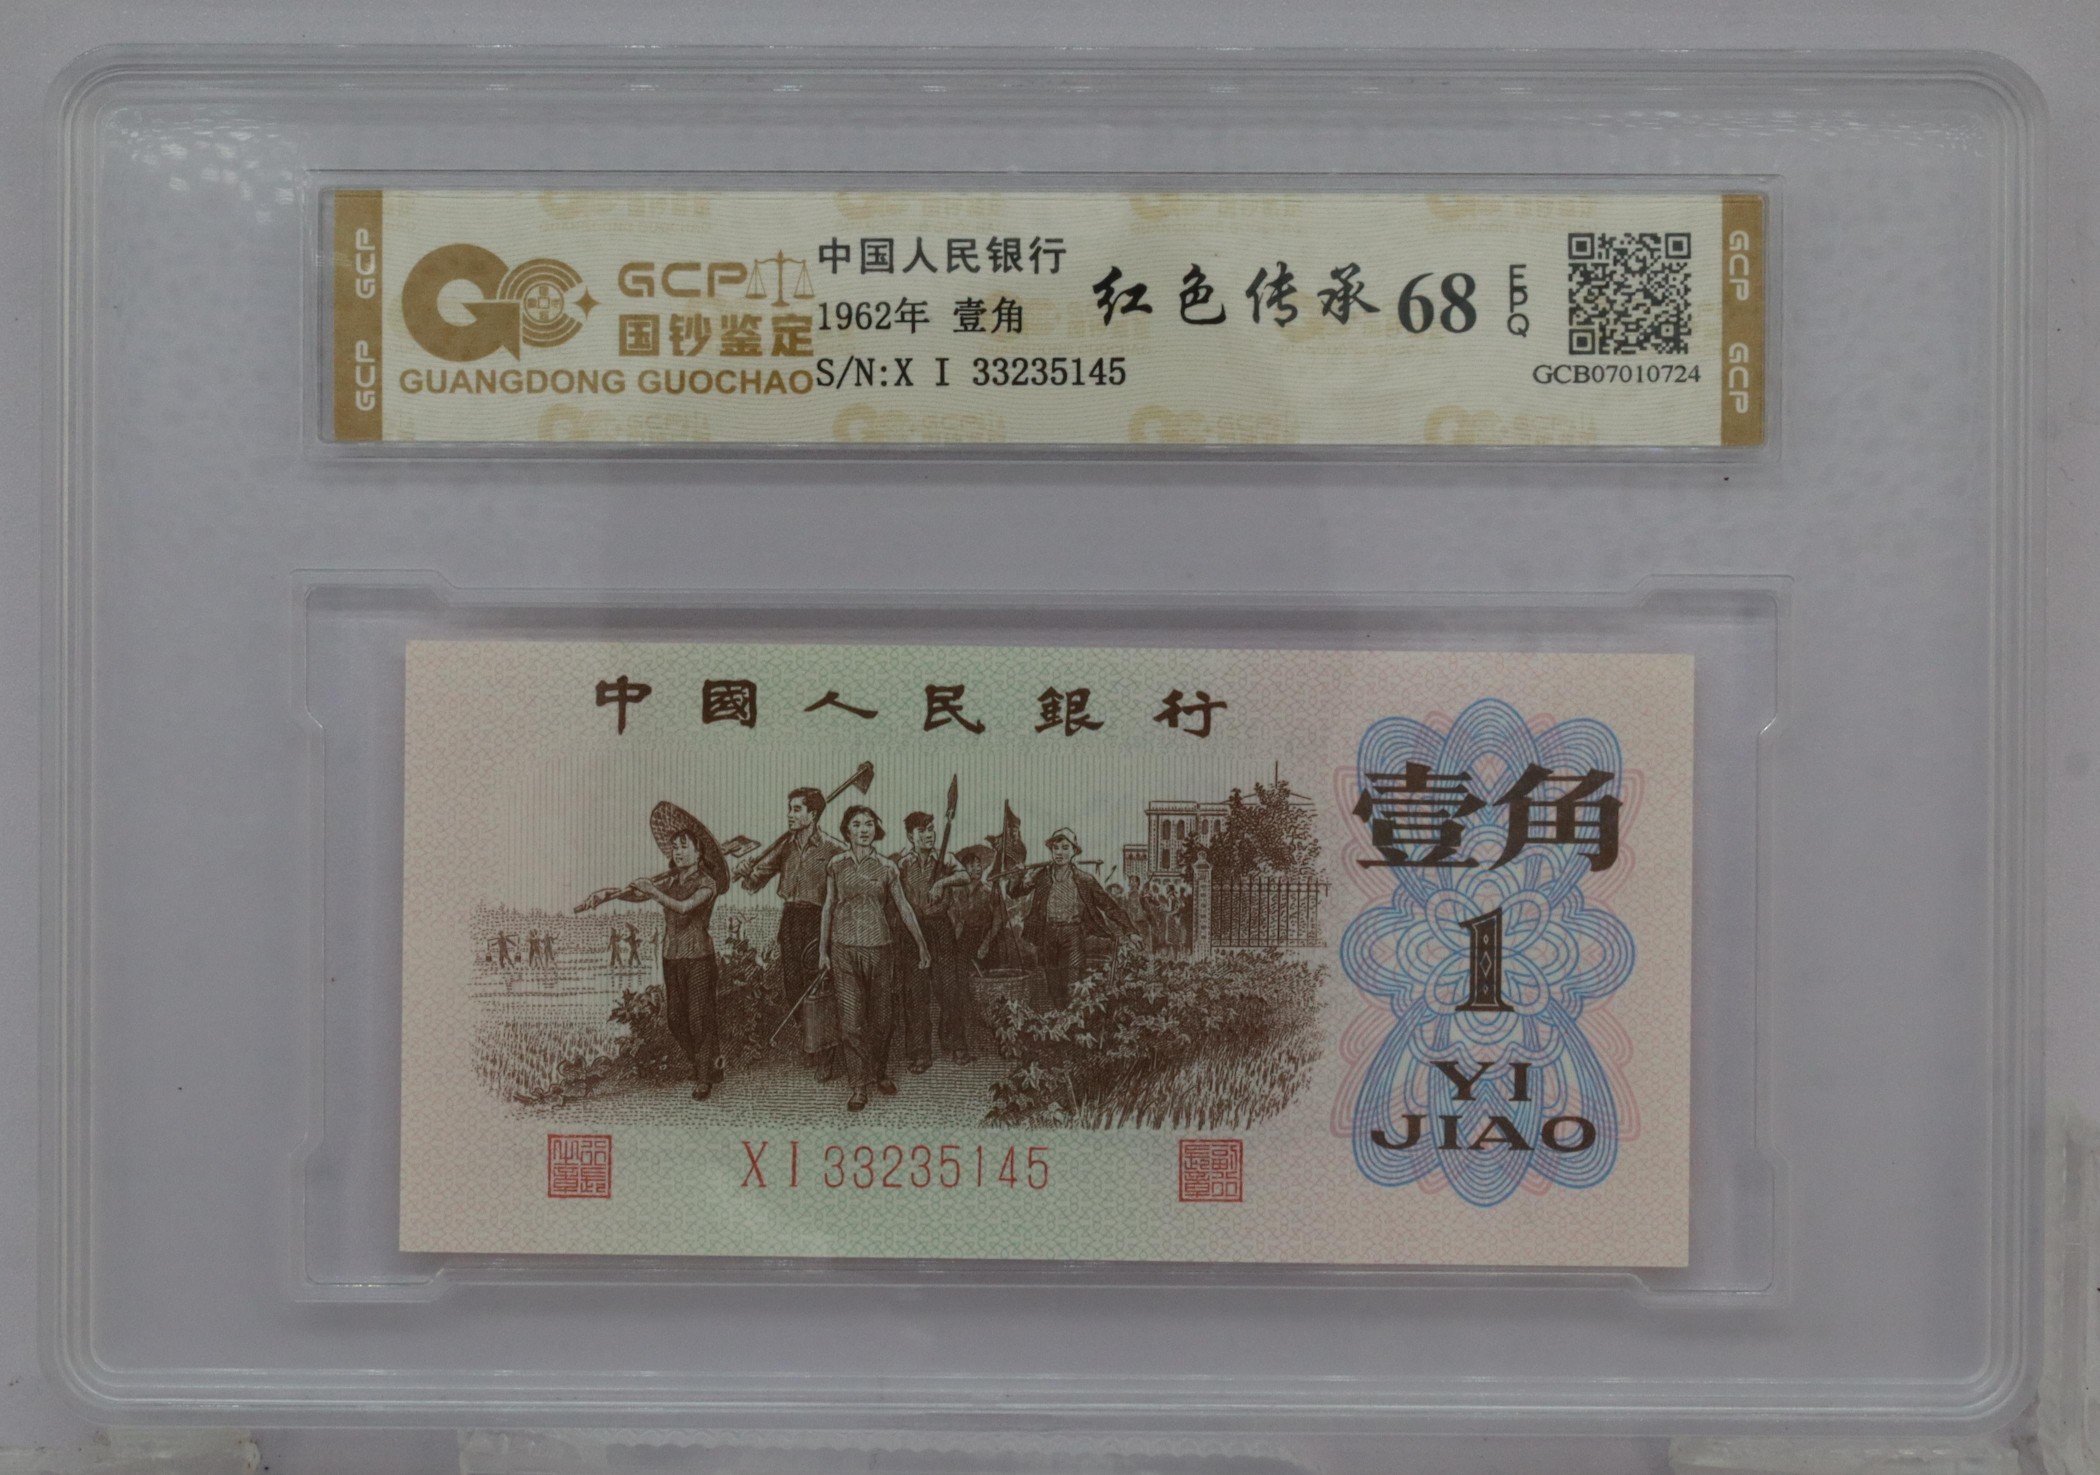 GCP
GCP
GCP
国钞鉴定
GUANGDONG GUOCHAO
中国人民银行
1962年 壹角
S/N:X I 33235145
红色传承 68
EPQ
GCB07010724
GCP
GCP
中國人民銀行
壹角
1
YI
JIAO
X I 33235145